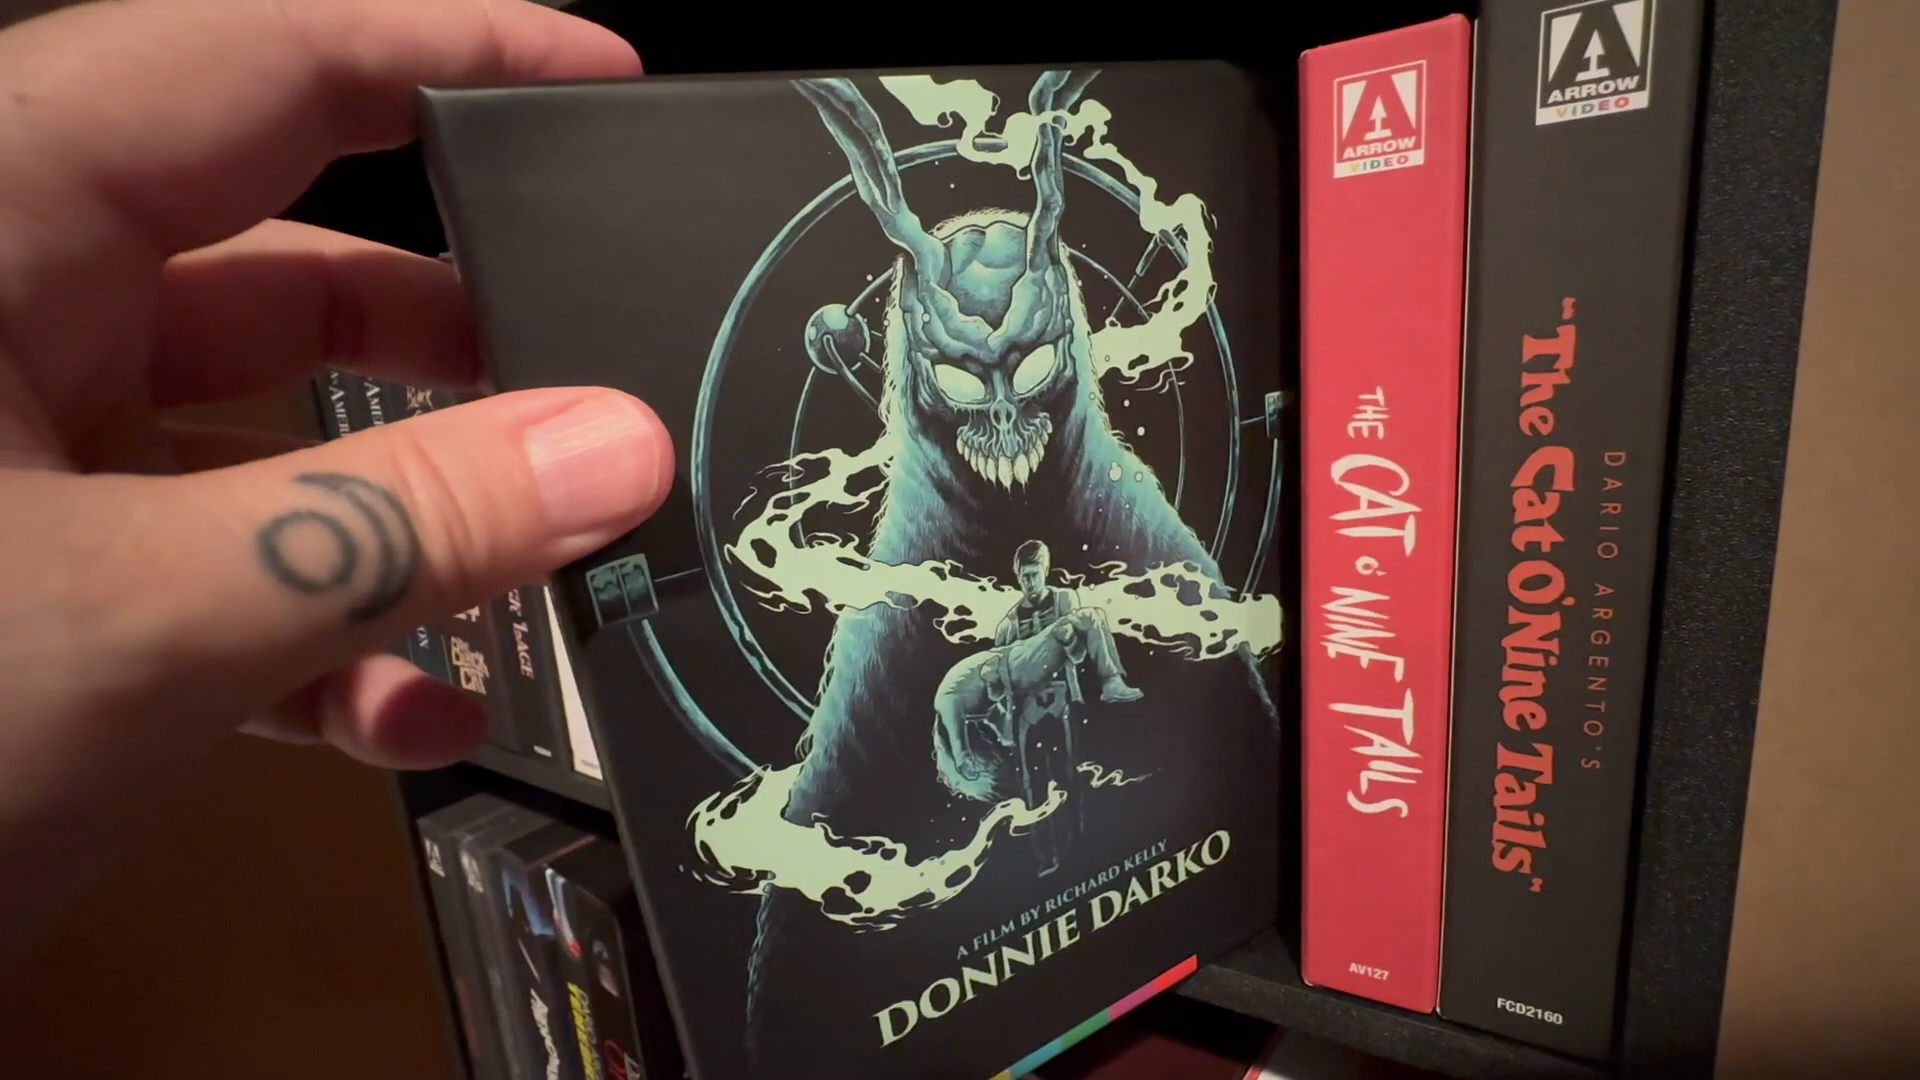 A FILM BY RICHARD KELLY
DONNIE DARKO
ARROW
VIDEO
THE CAT O' NINE TAILS
AV127
ARROW
VIDEO
DARIO ARGENTO'S
"The Cat O'Nine Tails"
FCD2160